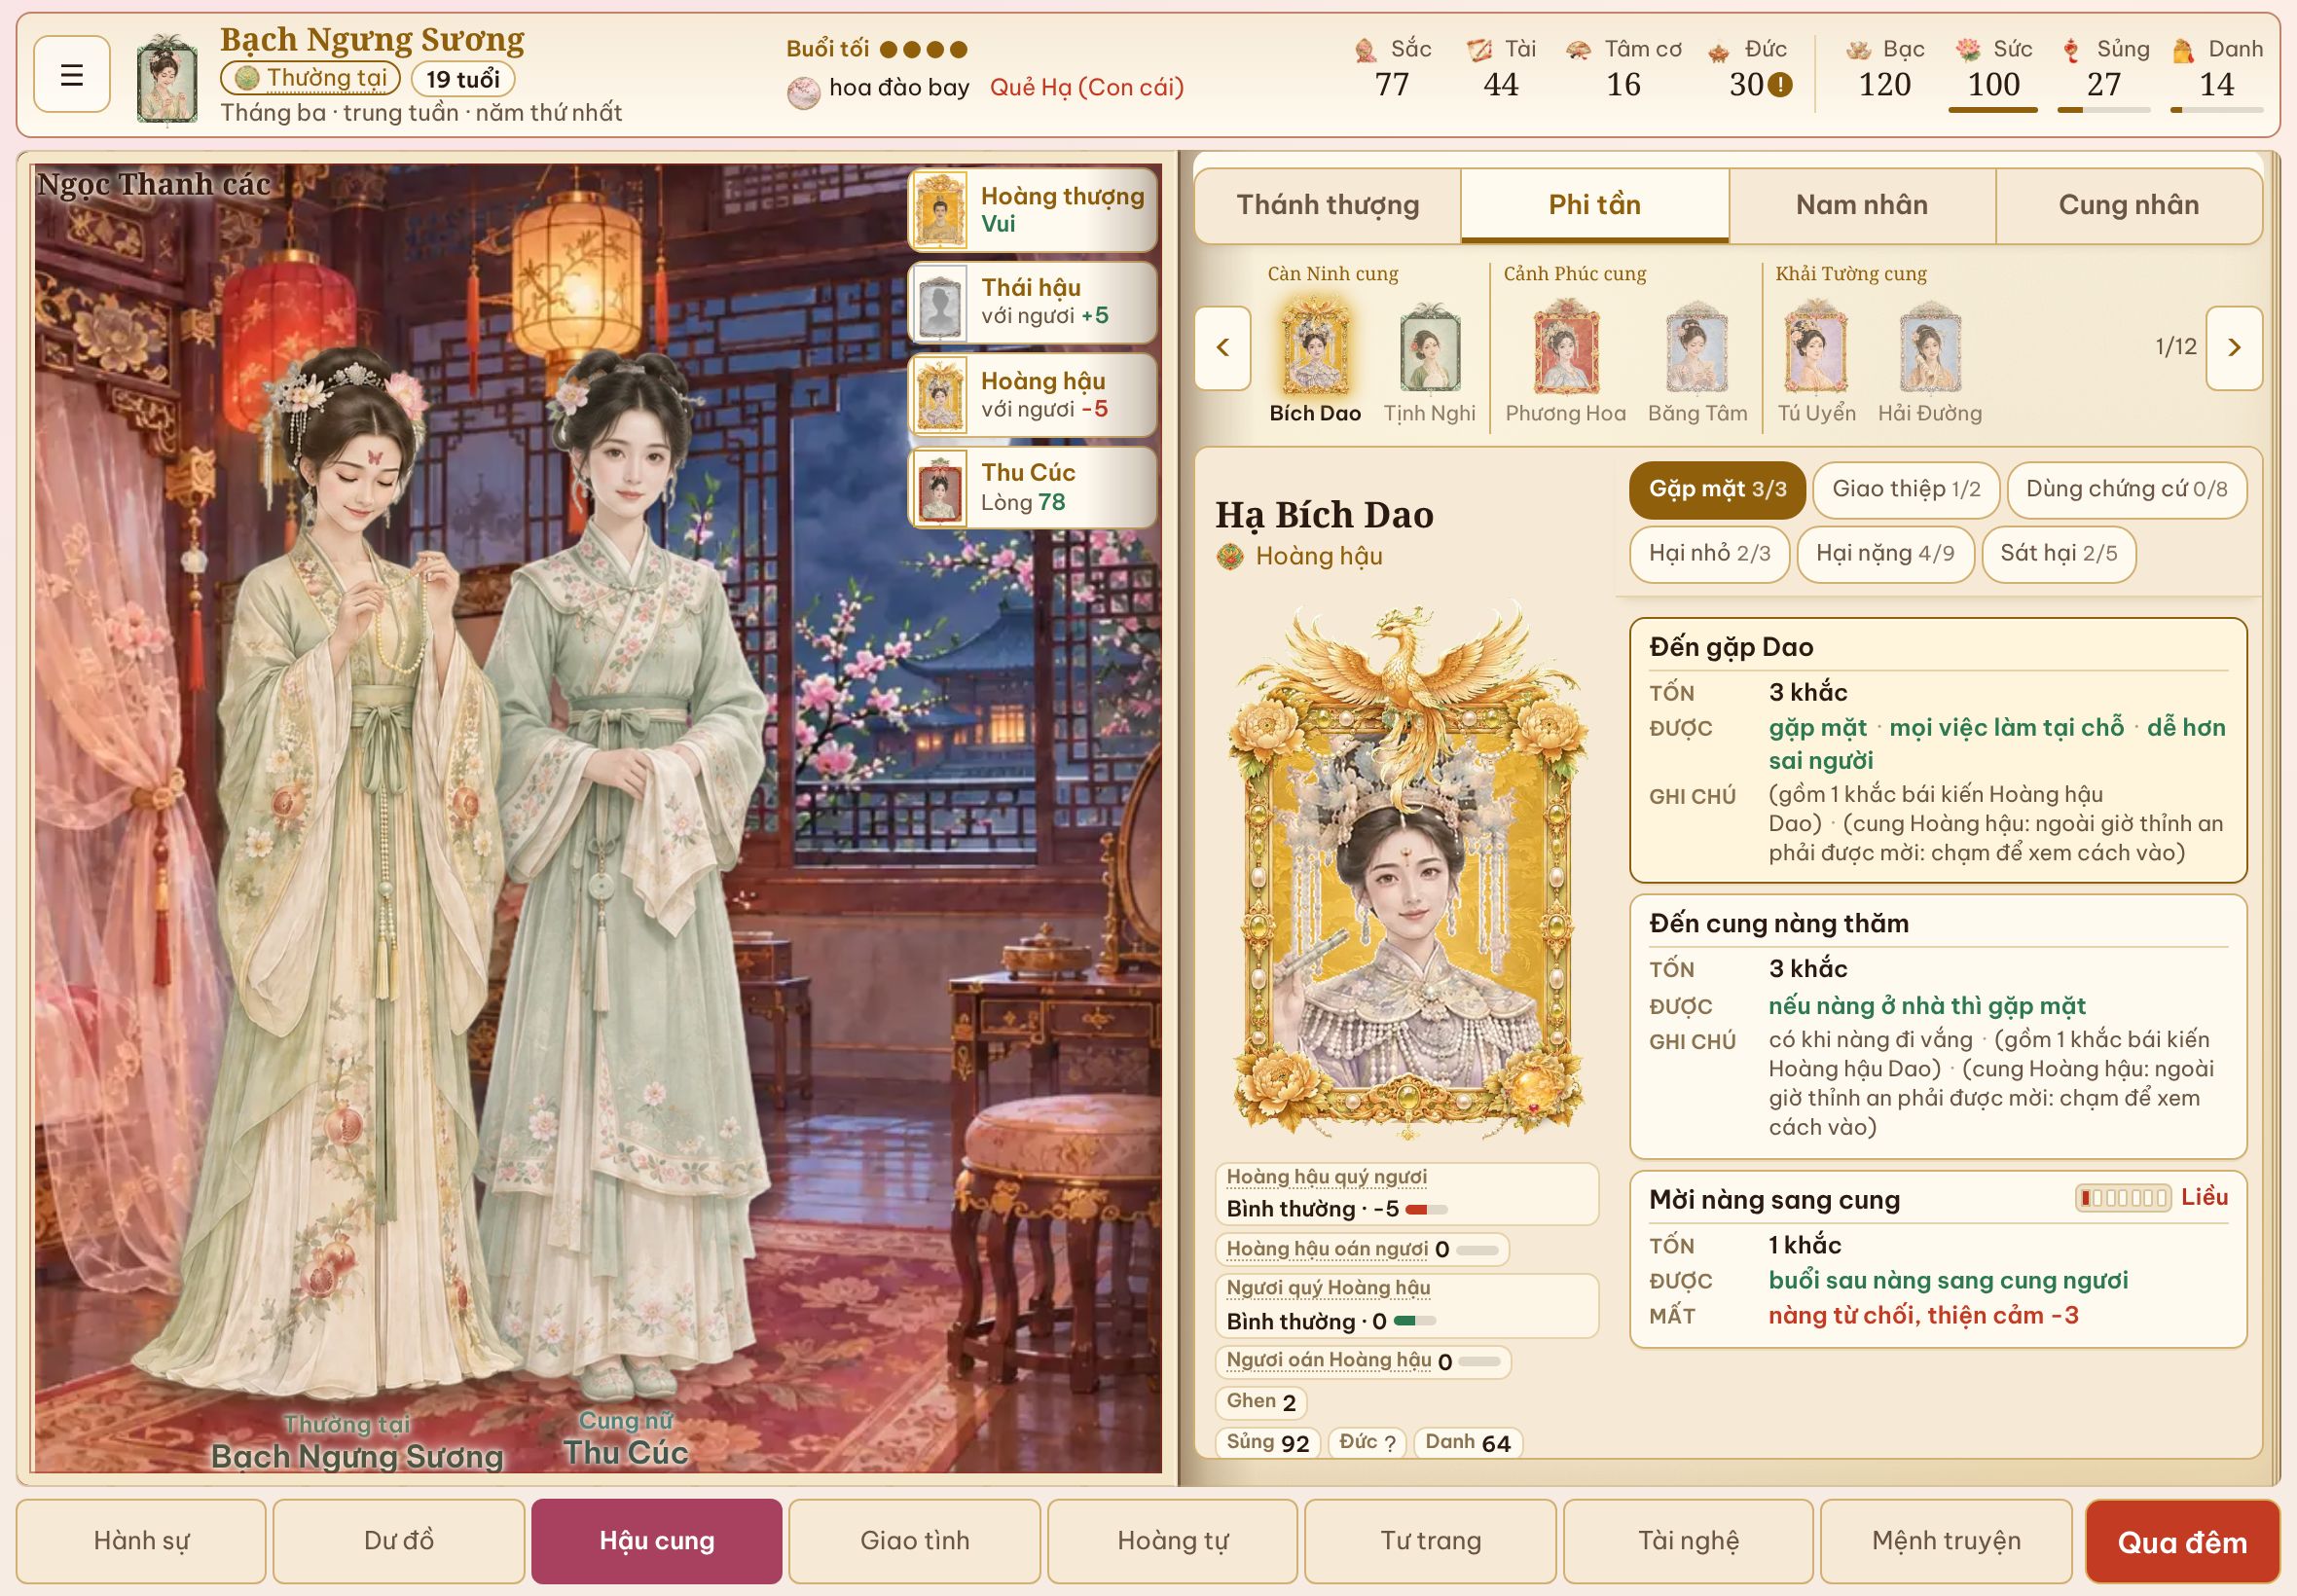 ☰
Bạch Ngưng Sương
Thường tại
19 tuổi
Tháng ba · trung tuần · năm thứ nhất
Buổi tối
hoa đào bay Quẻ Hạ (Con cái)
Sắc 77
Tài 44
Tâm cơ 16
Đức 30 !
Bạc 120
Sức 100
Sủng 27
Danh 14
Ngọc Thanh các
Hoàng thượng
Vui
Thái hậu
với ngươi +5
Hoàng hậu
với ngươi -5
Thu Cúc
Lòng 78
Thường tại
Bạch Ngưng Sương
Cung nữ
Thu Cúc
Thánh thượng
Phi tần
Nam nhân
Cung nhân
Càn Ninh cung
Cảnh Phúc cung
Khải Tường cung
Bích Dao
Tịnh Nghi
Phương Hoa
Băng Tâm
Tú Uyển
Hải Đường
1/12
Hạ Bích Dao
Hoàng hậu
Hoàng hậu quý ngươi
Bình thường · -5
Hoàng hậu oán ngươi 0
Ngươi quý Hoàng hậu
Bình thường · 0
Ngươi oán Hoàng hậu 0
Ghen 2
Sủng 92
Đức ?
Danh 64
Gặp mặt 3/3
Giao thiệp 1/2
Dùng chứng cứ 0/8
Hại nhỏ 2/3
Hại nặng 4/9
Sát hại 2/5
Đến gặp Dao
TỐN 3 khắc
ĐƯỢC gặp mặt · mọi việc làm tại chỗ · dễ hơn
sai người
GHI CHÚ (gồm 1 khắc bái kiến Hoàng hậu
Dao) · (cung Hoàng hậu: ngoài giờ thỉnh an
phải được mời: chạm để xem cách vào)
Đến cung nàng thăm
TỐN 3 khắc
ĐƯỢC nếu nàng ở nhà thì gặp mặt
GHI CHÚ có khi nàng đi vắng · (gồm 1 khắc bái kiến
Hoàng hậu Dao) · (cung Hoàng hậu: ngoài
giờ thỉnh an phải được mời: chạm để xem
cách vào)
Mời nàng sang cung Liều
TỐN 1 khắc
ĐƯỢC buổi sau nàng sang cung ngươi
MẤT nàng từ chối, thiện cảm -3
Hành sự
Dư đồ
Hậu cung
Giao tình
Hoàng tự
Tư trang
Tài nghệ
Mệnh truyện
Qua đêm